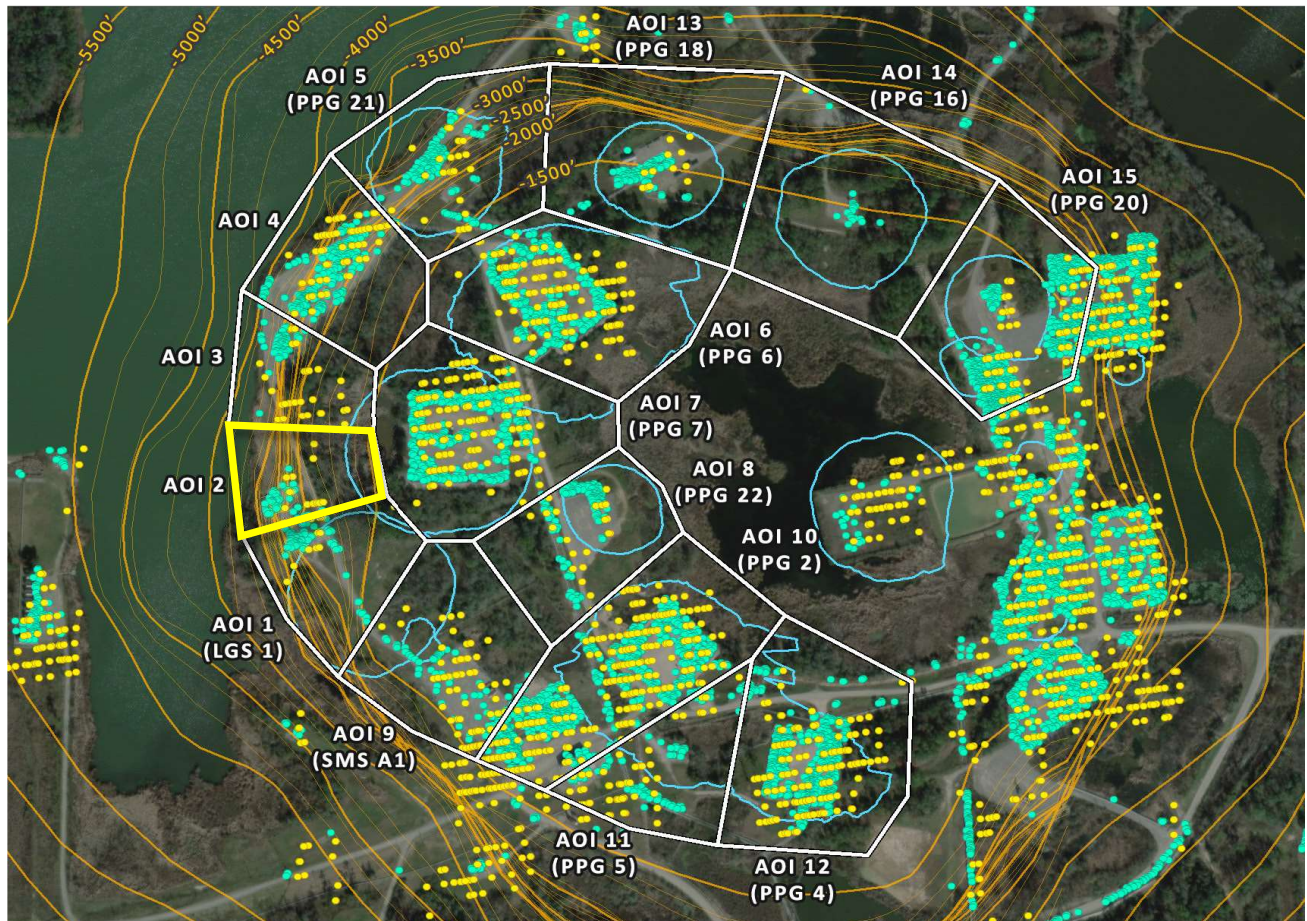 -5500'
-5000'
-4500'
-4000'
-3500'
-3000'
-2500'
-2000'
-1500'
AOI 13
(PPG 18)
AOI 5
(PPG 21)
AOI 14
(PPG 16)
AOI 15
(PPG 20)
AOI 4
AOI 3
AOI 6
(PPG 6)
AOI 7
(PPG 7)
AOI 2
AOI 8
(PPG 22)
AOI 10
(PPG 2)
AOI 1
(LGS 1)
AOI 9
(SMS A1)
AOI 11
(PPG 5)
AOI 12
(PPG 4)